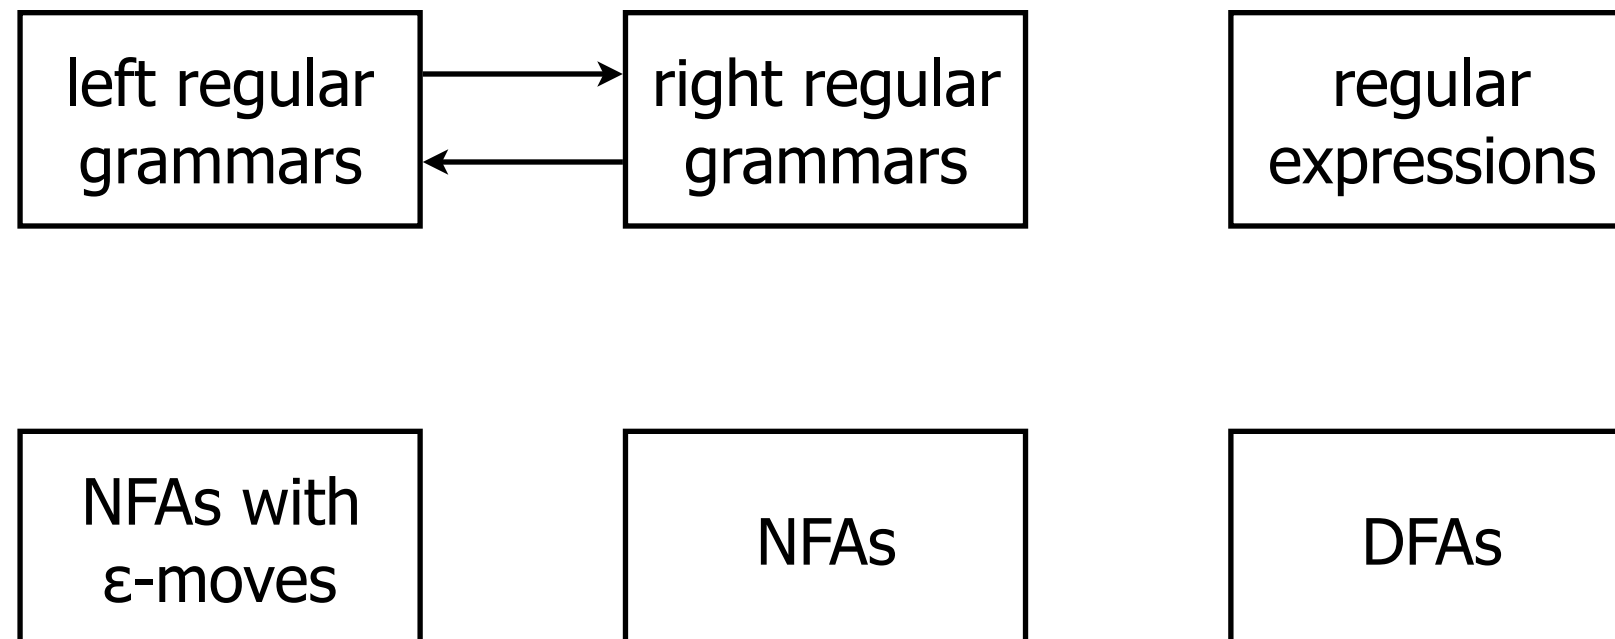 left regular
grammars
right regular
grammars
regular
expressions
NFAs with
ε-moves
NFAs
DFAs